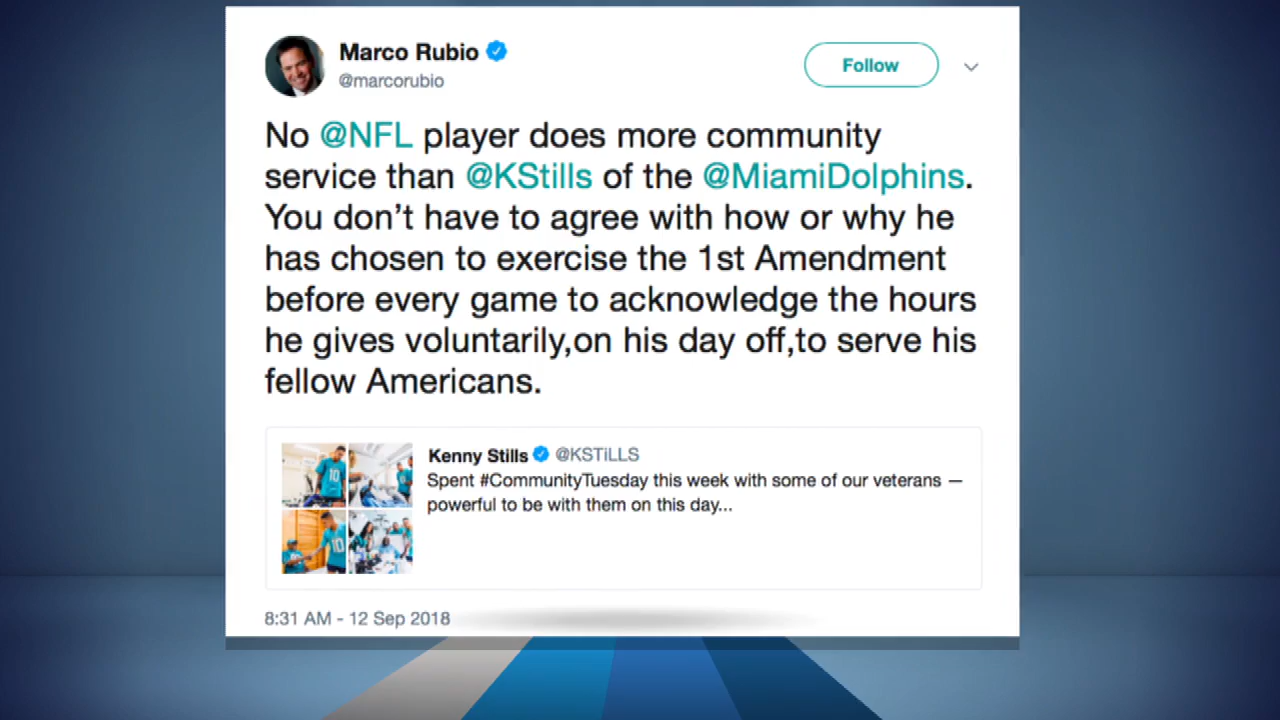 Marco Rubio
@marcorubio
Follow
No @NFL player does more community
service than @KStills of the @MiamiDolphins.
You don’t have to agree with how or why he
has chosen to exercise the 1st Amendment
before every game to acknowledge the hours
he gives voluntarily,on his day off,to serve his
fellow Americans.
Kenny Stills @KSTiLLS
Spent #CommunityTuesday this week with some of our veterans —
powerful to be with them on this day...
10
10
8:31 AM - 12 Sep 2018